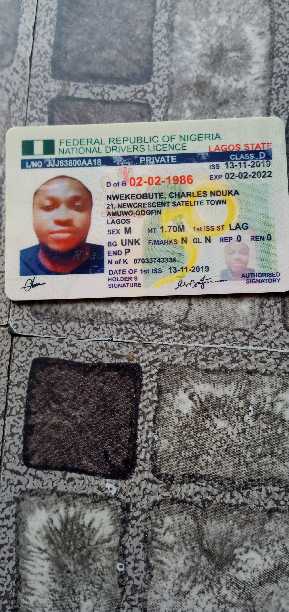 FEDERAL REPUBLIC OF NIGERIA
NATIONAL DRIVERS LICENCE
LAGOS STATE
L/NO JJJ63600AA18 PRIVATE CLASS D
ISS 13-11-2019
D of B 02-02-1986 EXP 02-02-2022
NWEKEOBUTE, CHARLES NDUKA
21, NEWCRESCENT SATELITE TOWN
AMUWO-ODOFIN
LAGOS
SEX M HT 1.70M 1st ISS ST LAG
BG UNK F/MARKS N GL N REP 0 REN 0
END P
N of K 07033743334
DATE OF 1st ISS 13-11-2019
HOLDER'S
SIGNATURE
AUTHORISED
SIGNATORY